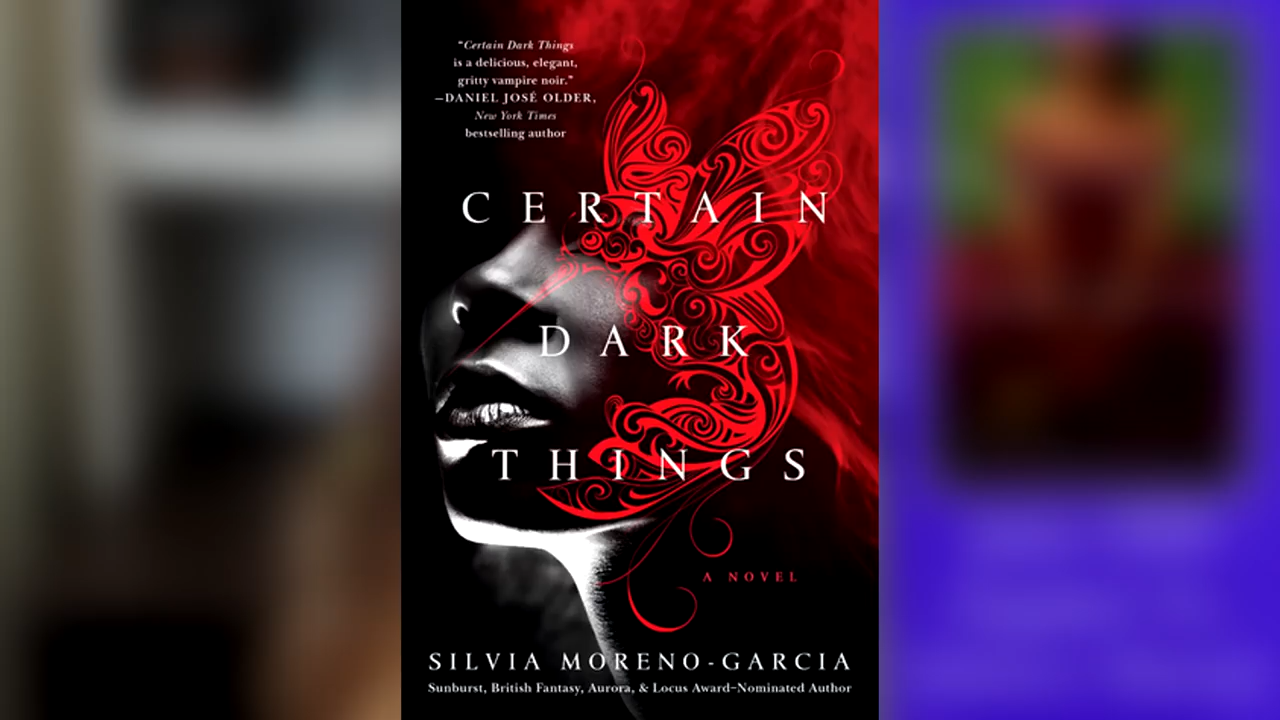 “Certain Dark Things
is a delicious, elegant,
gritty vampire noir.”
—DANIEL JOSÉ OLDER,
New York Times
bestselling author
CERTAIN
DARK
THINGS
A NOVEL
SILVIA MORENO-GARCIA
Sunburst, British Fantasy, Aurora, & Locus Award–Nominated Author